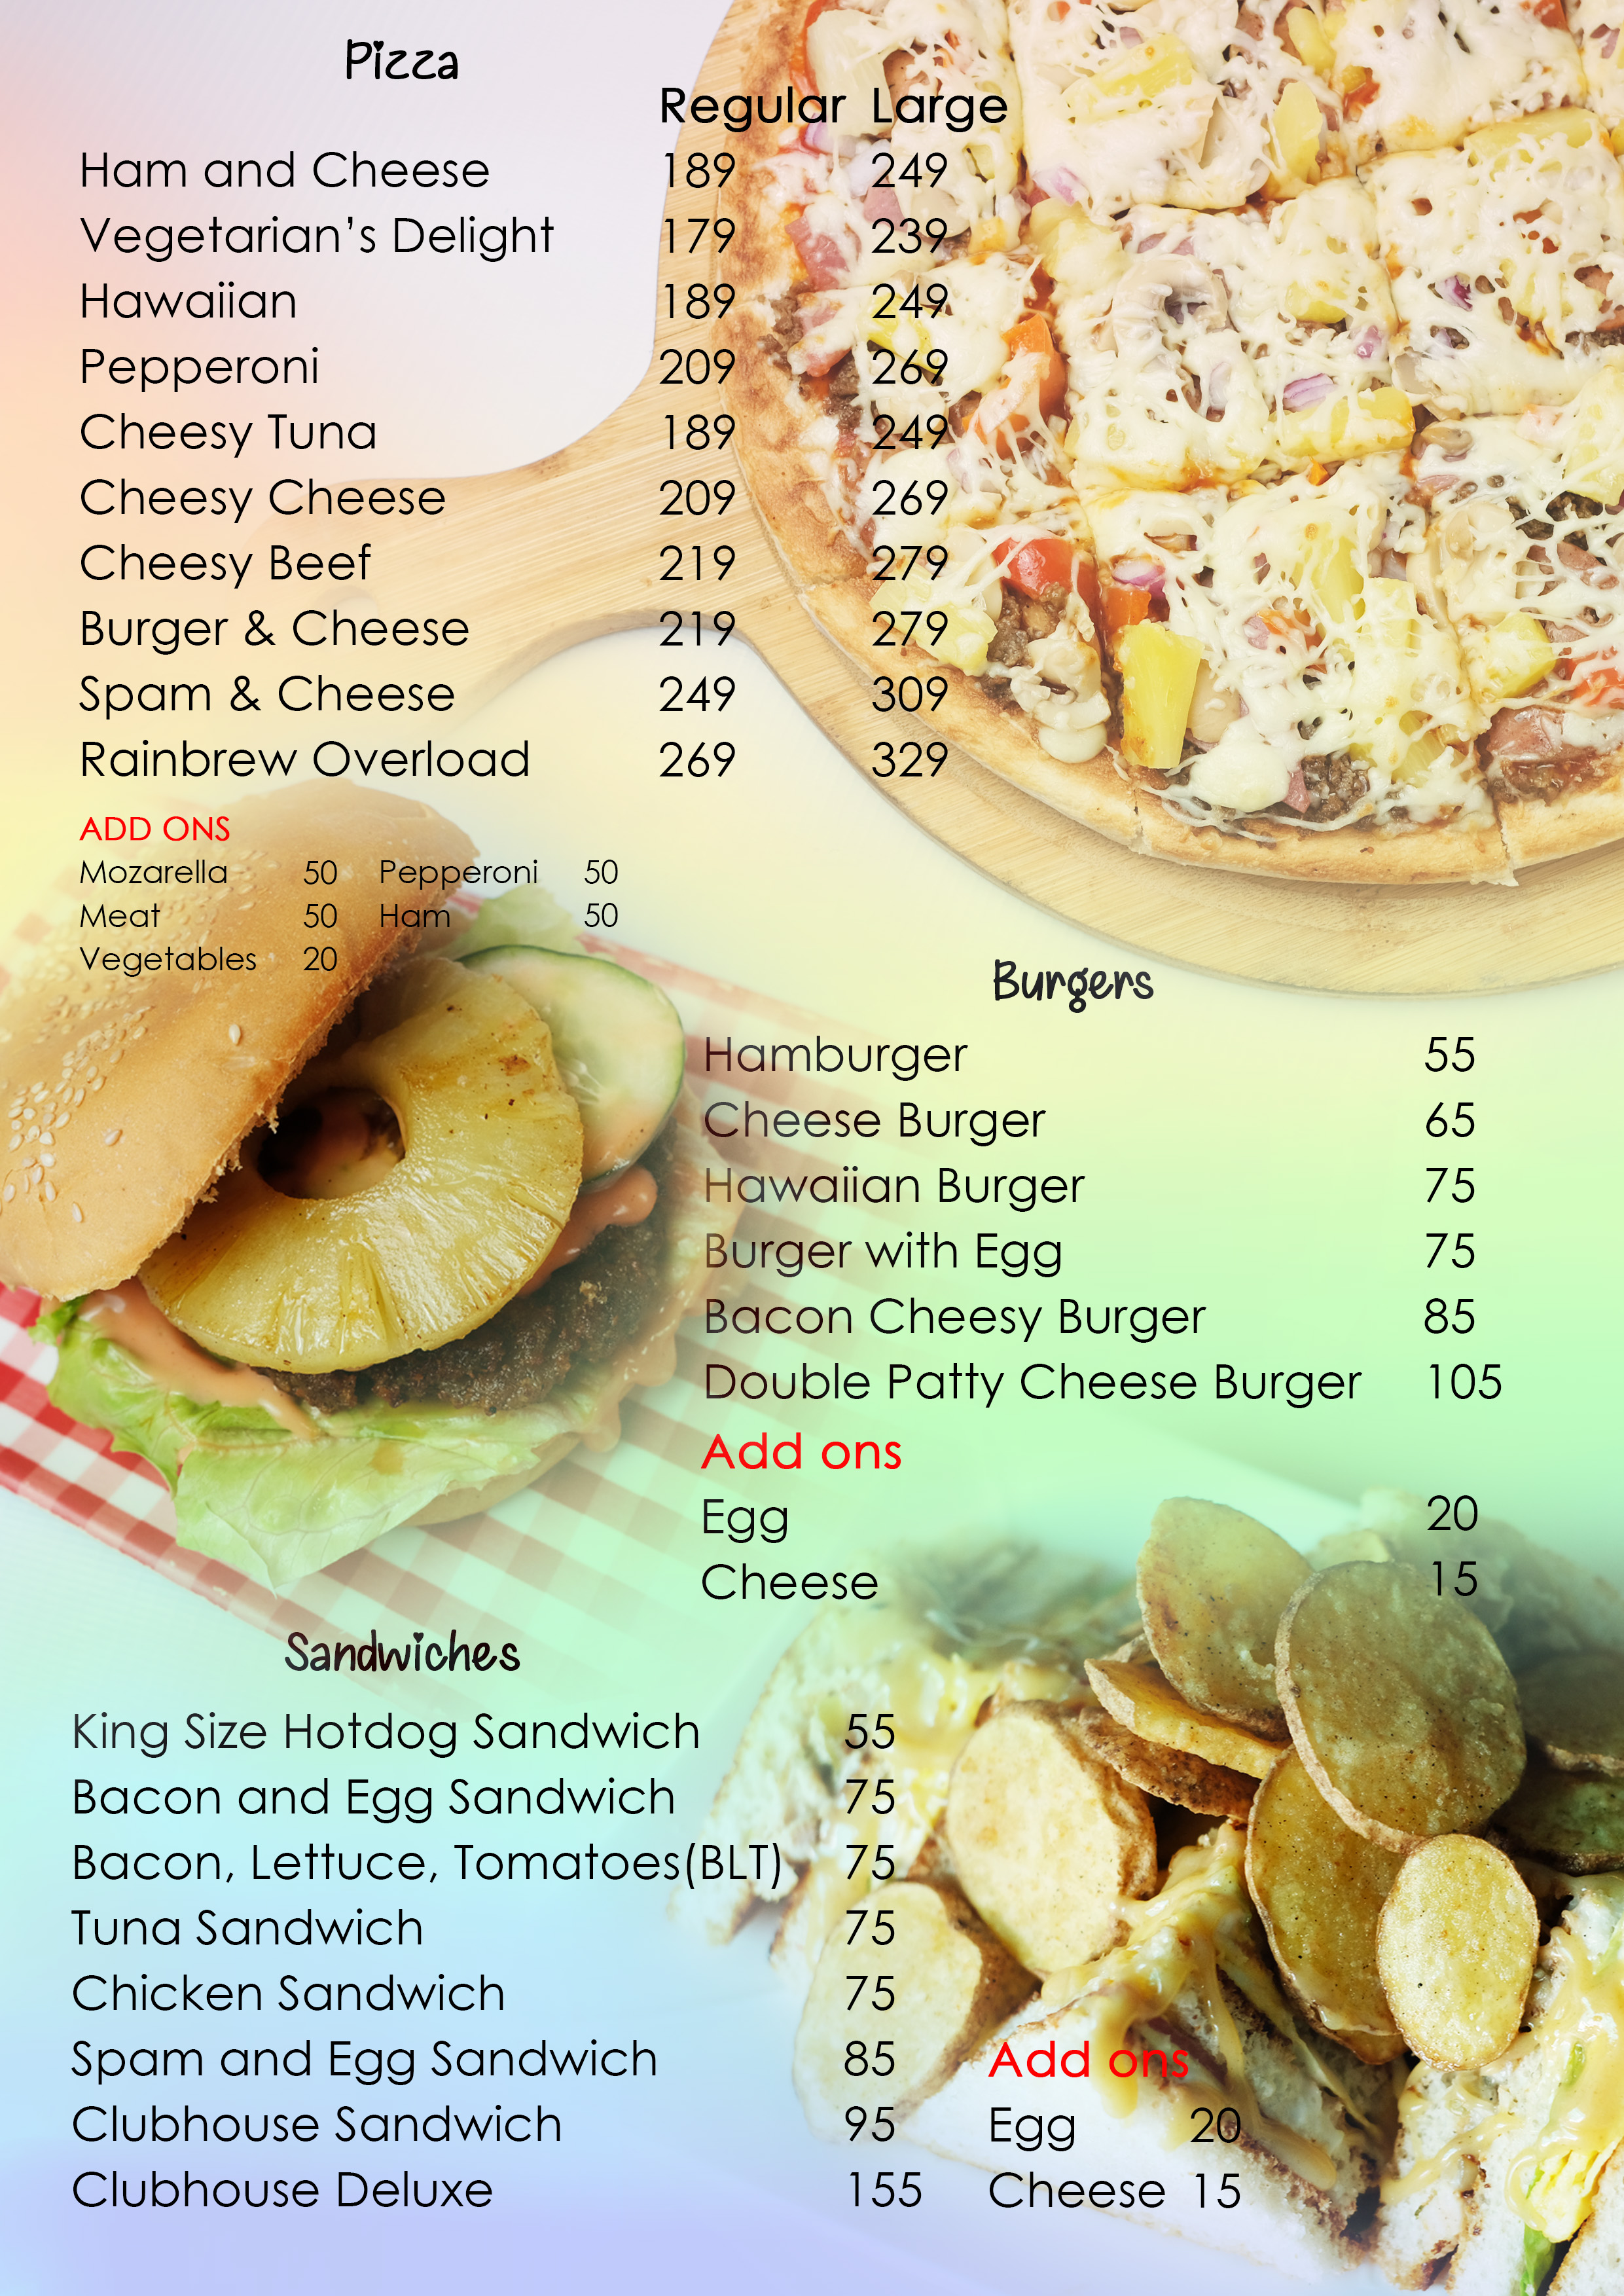 Pizza
Regular Large
Ham and Cheese 189 249
Vegetarian’s Delight 179 239
Hawaiian 189 249
Pepperoni 209 269
Cheesy Tuna 189 249
Cheesy Cheese 209 269
Cheesy Beef 219 279
Burger & Cheese 219 279
Spam & Cheese 249 309
Rainbrew Overload 269 329
ADD ONS
Mozarella 50 Pepperoni 50
Meat 50 Ham 50
Vegetables 20
Burgers
Hamburger 55
Cheese Burger 65
Hawaiian Burger 75
Burger with Egg 75
Bacon Cheesy Burger 85
Double Patty Cheese Burger 105
Add ons
Egg 20
Cheese 15
Sandwiches
King Size Hotdog Sandwich 55
Bacon and Egg Sandwich 75
Bacon, Lettuce, Tomatoes(BLT) 75
Tuna Sandwich 75
Chicken Sandwich 75
Spam and Egg Sandwich 85
Clubhouse Sandwich 95
Clubhouse Deluxe 155
Add ons
Egg 20
Cheese 15